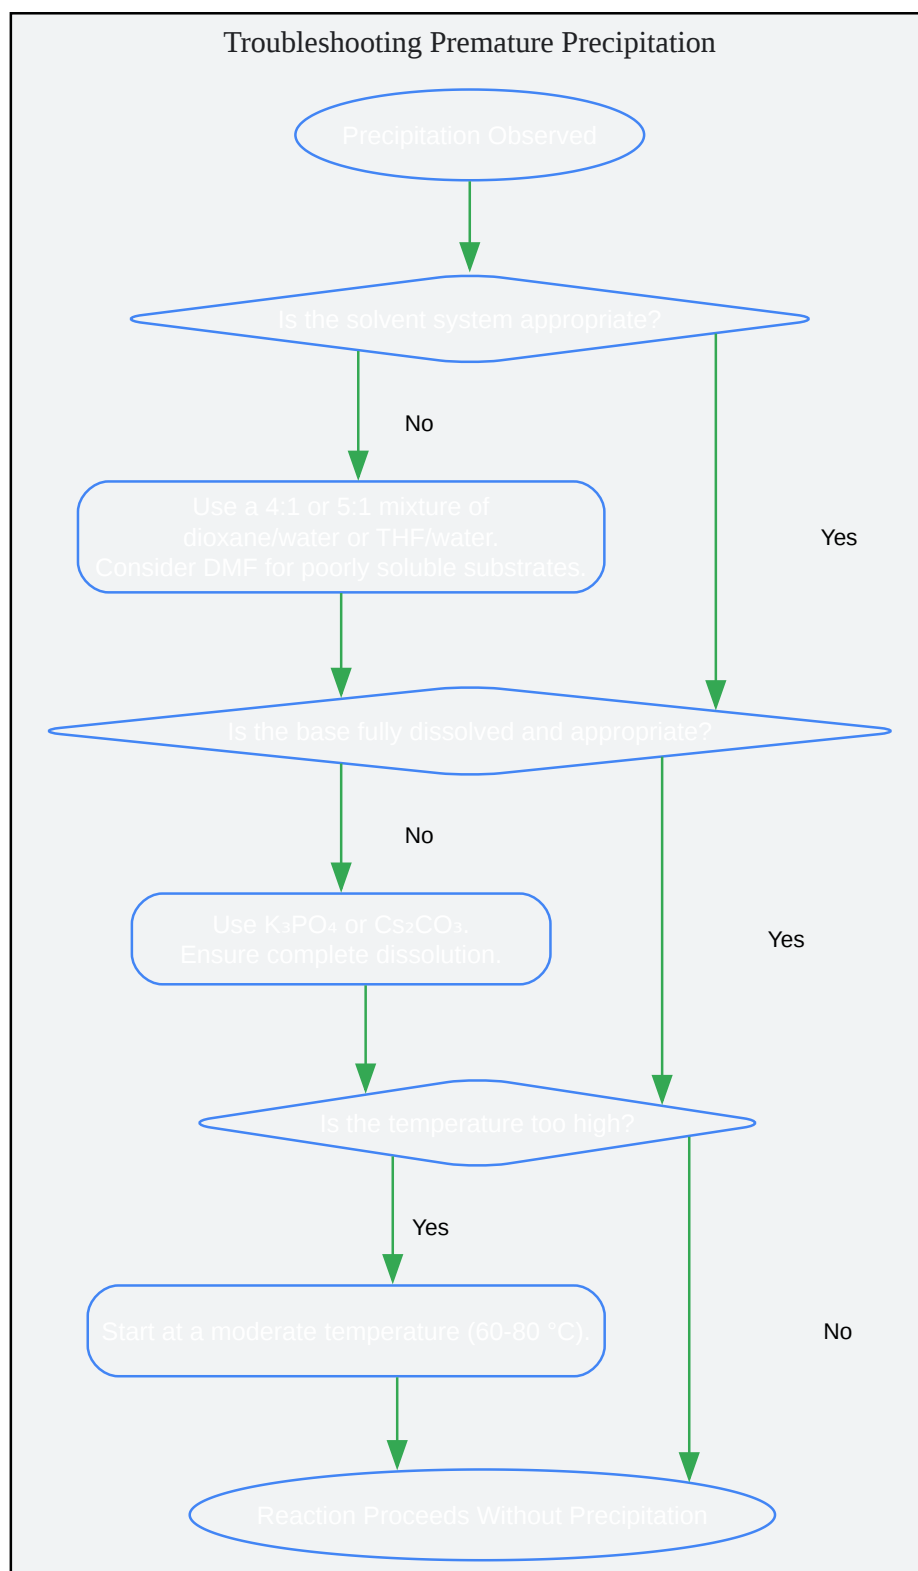 Troubleshooting Premature Precipitation
Precipitation Observed
Is the solvent system appropriate?
No
Use a 4:1 or 5:1 mixture of
dioxane/water or THF/water.
Consider DMF for poorly soluble substrates.
Yes
Is the base fully dissolved and appropriate?
No
Use K₃PO₄ or Cs₂CO₃.
Ensure complete dissolution.
Yes
Is the temperature too high?
Yes
Start at a moderate temperature (60-80 °C).
No
Reaction Proceeds Without Precipitation